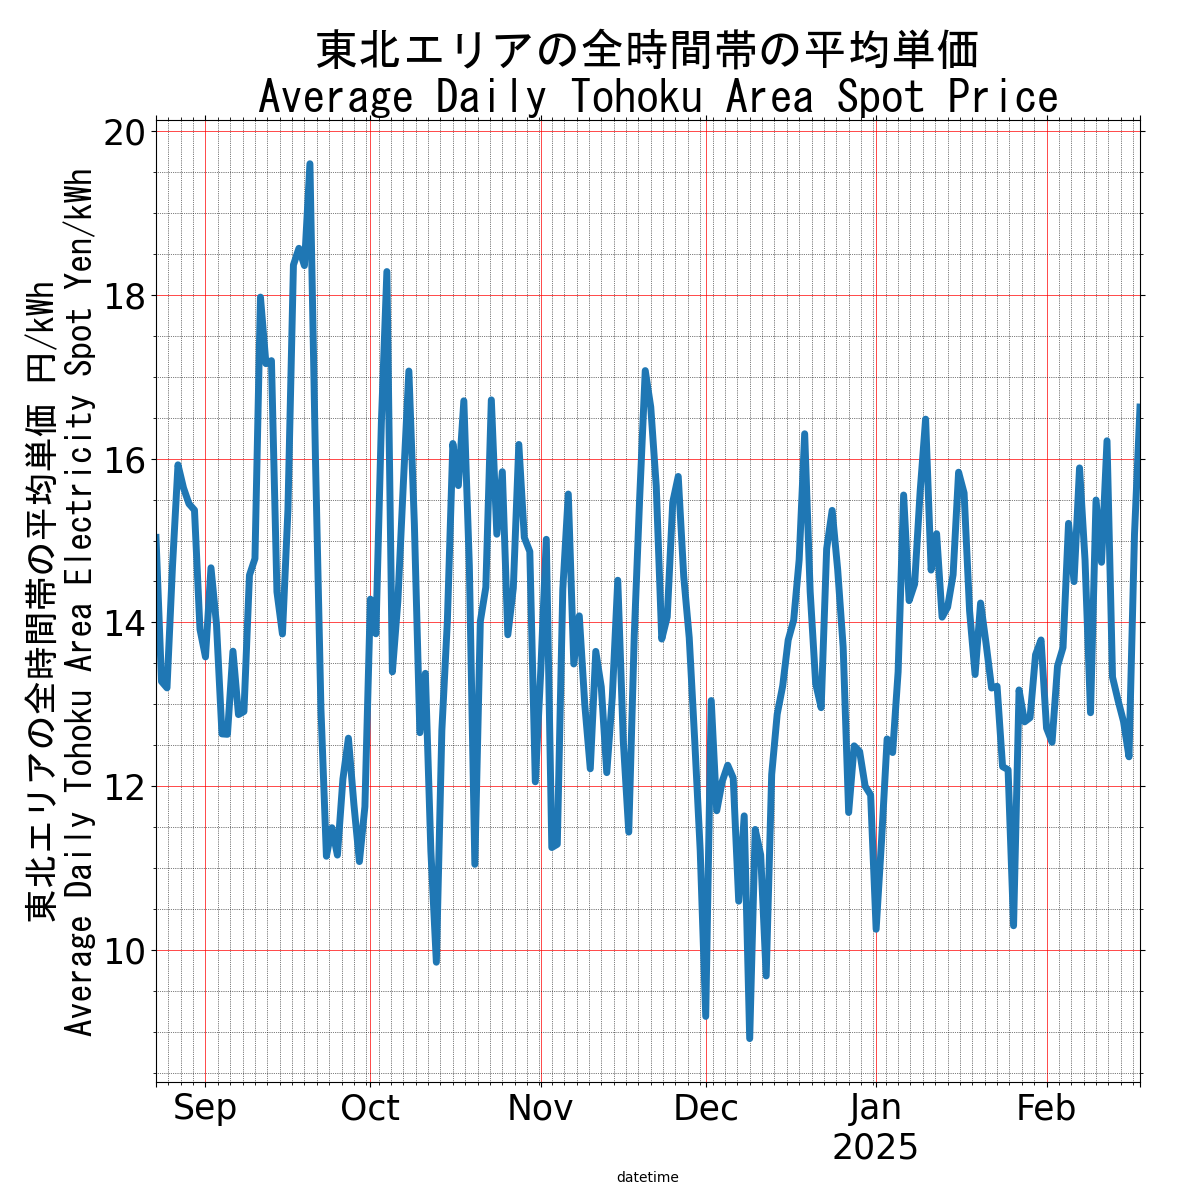 東北エリアの全時間帯の平均単価
Average Daily Tohoku Area Spot Price
東北エリアの全時間帯の平均単価 円/kWh
Average Daily Tohoku Area Electricity Spot Yen/kWh
20
18
16
14
12
10
Sep
Oct
Nov
Dec
Jan
2025
Feb
datetime